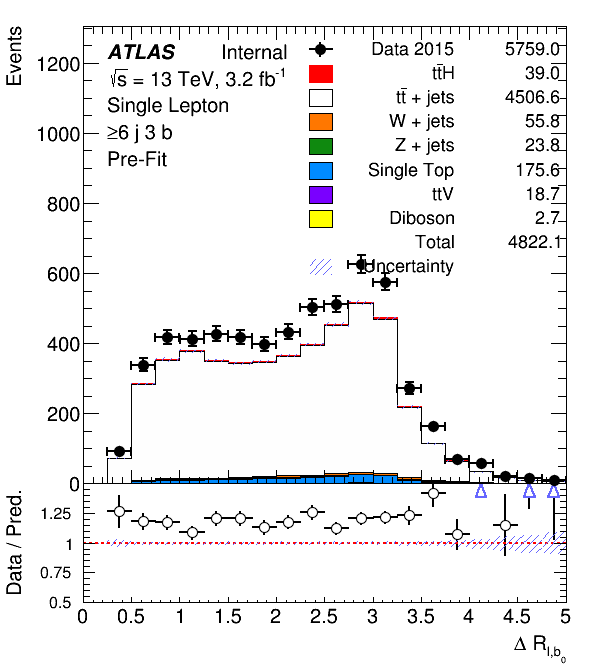 Events
ATLAS Internal
√s = 13 TeV, 3.2 fb⁻¹
Single Lepton
≥6 j 3 b
Pre-Fit
Data 2015 5759.0
tt̄H 39.0
tt̄ + jets 4506.6
W + jets 55.8
Z + jets 23.8
Single Top 175.6
ttV 18.7
Diboson 2.7
Total 4822.1
Uncertainty
1200
1000
800
600
400
200
0
Data / Pred.
1.25
1
0.75
0.5
0 0.5 1 1.5 2 2.5 3 3.5 4 4.5 5
Δ R l,b₀